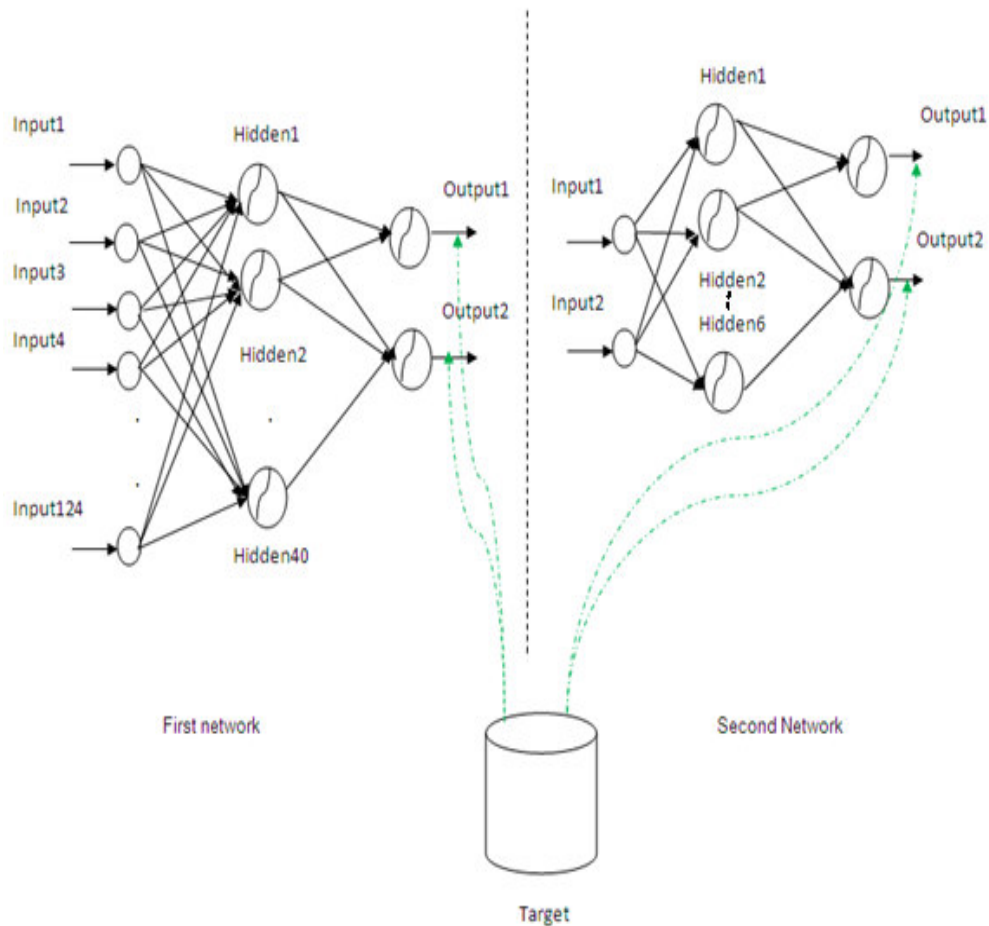 Input1
Input2
Input3
Input4
Input124
Hidden1
Hidden2
Hidden40
Output1
Output2
First network
Input1
Input2
Hidden1
Hidden2
Hidden6
Output1
Output2
Second Network
Target